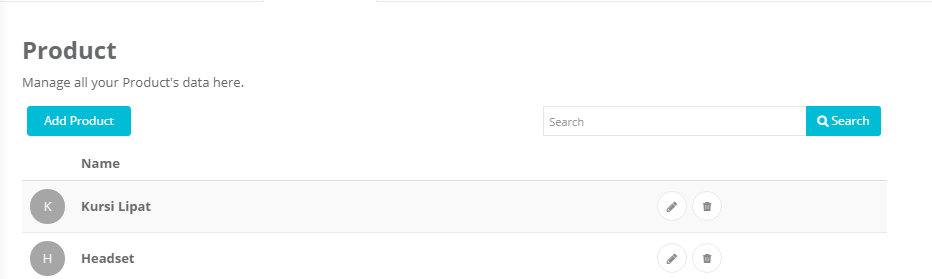 Product
Manage all your Product's data here.
Add Product
Search
Search
Name
K
Kursi Lipat
H
Headset